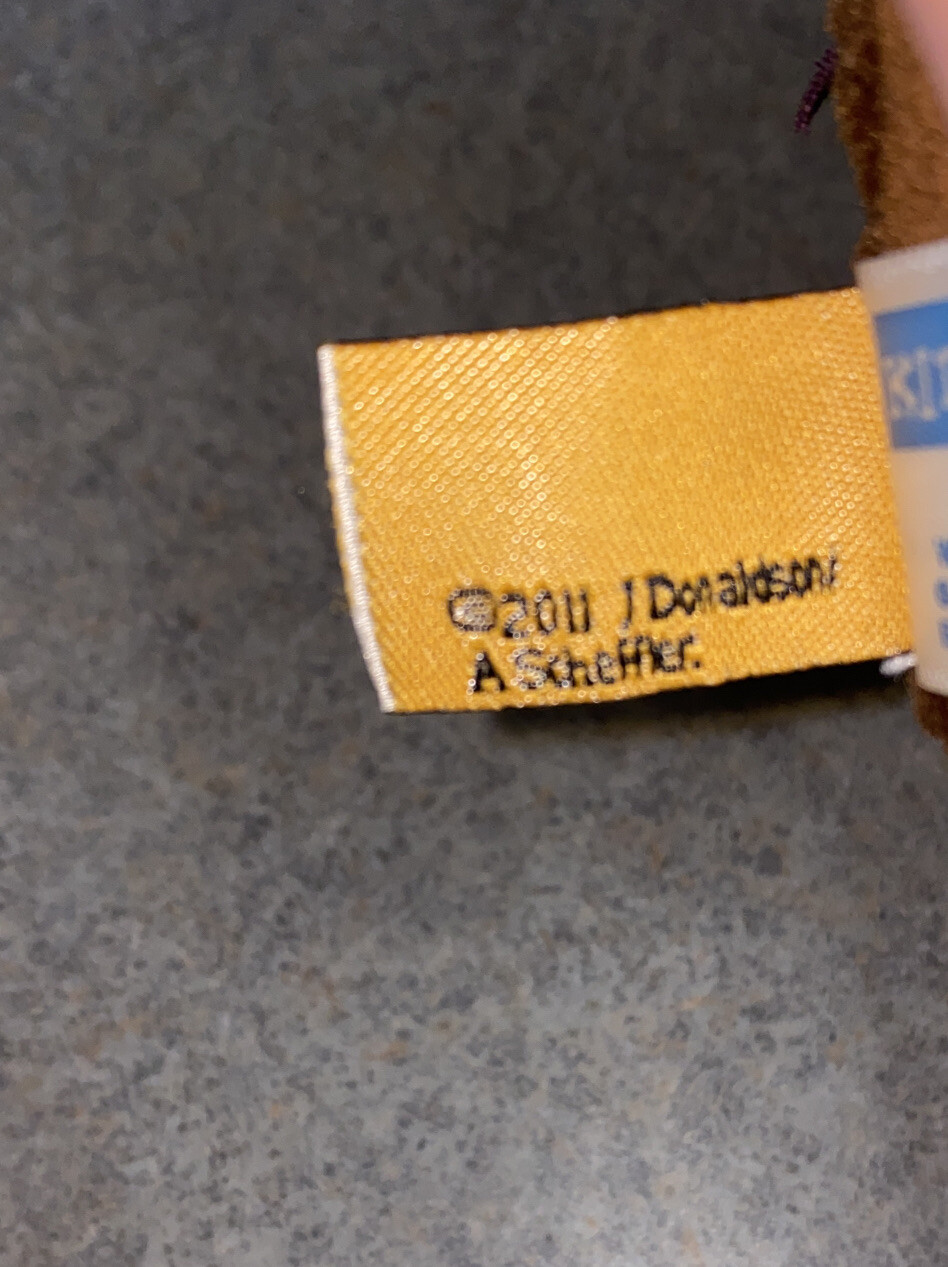 ©2011 J Donaldson/
A Scheffler.